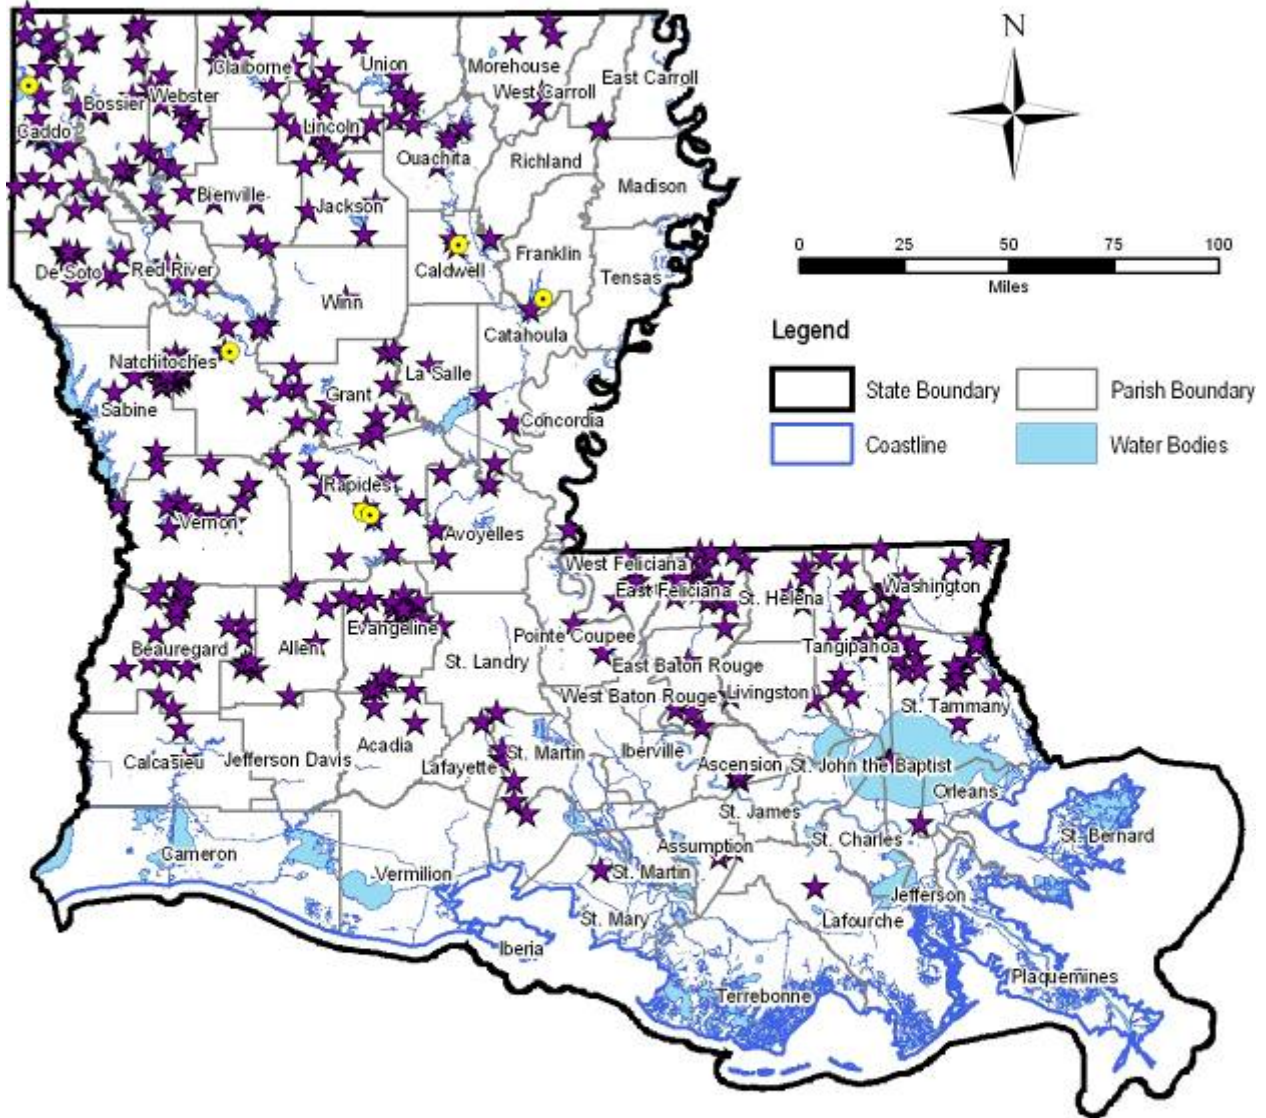 N
Union
Claiborne
Morehouse
East Carroll
West Carroll
Webster
Bossier
Caddo
Lincoln
Ouachita
Richland
Madison
Bienville
Jackson
0 25 50 75 100
Miles
De Soto
Red River
Caldwell
Franklin
Tensas
Winn
Catahoula
Legend
Natchitoches
La Salle
State Boundary
Parish Boundary
Grant
Sabine
Concordia
Coastline
Water Bodies
Rapides
Vernon
Avoyelles
West Feliciana
East Feliciana
St. Helena
Washington
Evangeline
Pointe Coupee
Beauregard
Allen
Tangipahoa
St. Landry
East Baton Rouge
West Baton Rouge
Livingston
St. Tammany
Acadia
Iberville
St. Martin
Calcasieu
Jefferson Davis
Lafayette
Ascension
St. John the Baptist
Orleans
St. James
St. Charles
St. Bernard
Cameron
Assumption
Vermilion
St. Martin
Jefferson
St. Mary
Lafourche
Iberia
Plaquemines
Terrebonne